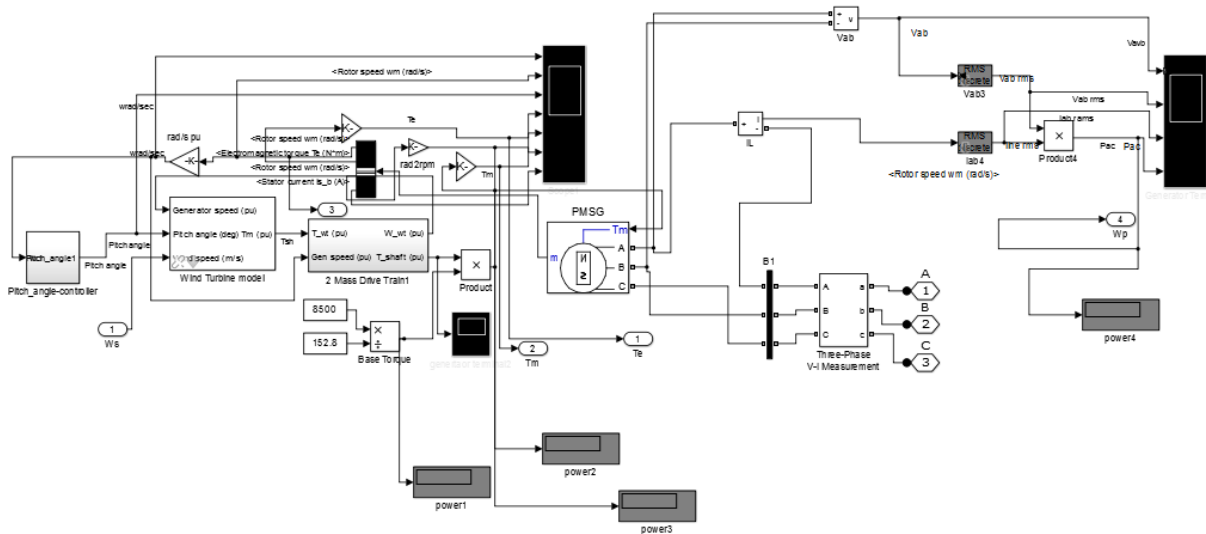 +
-
v
Vab
Vab
Vavb
<Rotor speed wm (rad/s)>
RMS
Vab rms
Vab3
wrad/sec
Vab rms
Iab rams
Te
K-
+
i
-
IL
rad/s pu
<Rotor speed wm (rad/s)>
wrad/sec
<Electromagnetic torque Te (N*m)>
K-
rad2rpm
-K-
<Rotor speed wm (rad/s)>
K-
Tm
<Stator current is_b (A)>
RMS
line rms
Iab4
×
Product4
Pac
Pac
<Rotor speed wm (rad/s)>
Generator speed (pu)
3
PMSG
4
Wp
Pitch angle (deg)
Tm (pu)
Tsh
T_wt (pu)
W_wt (pu)
Tm
m
A
B
C
N
S
Pitch_angle1
Pitch angle
Pitch angle
Wind speed (m/s)
Gen speed (pu)
T_shaft (pu)
×
Product
Wind Turbine model
2 Mass Drive Train1
Pitch_angle-controller
B1
A
a
A
1
B
b
B
2
C
c
C
3
Three-Phase
V-I Measurement
8500
152.8
×
÷
Base Torque
1
Ws
1
Te
2
Tm
power4
power2
power1
power3